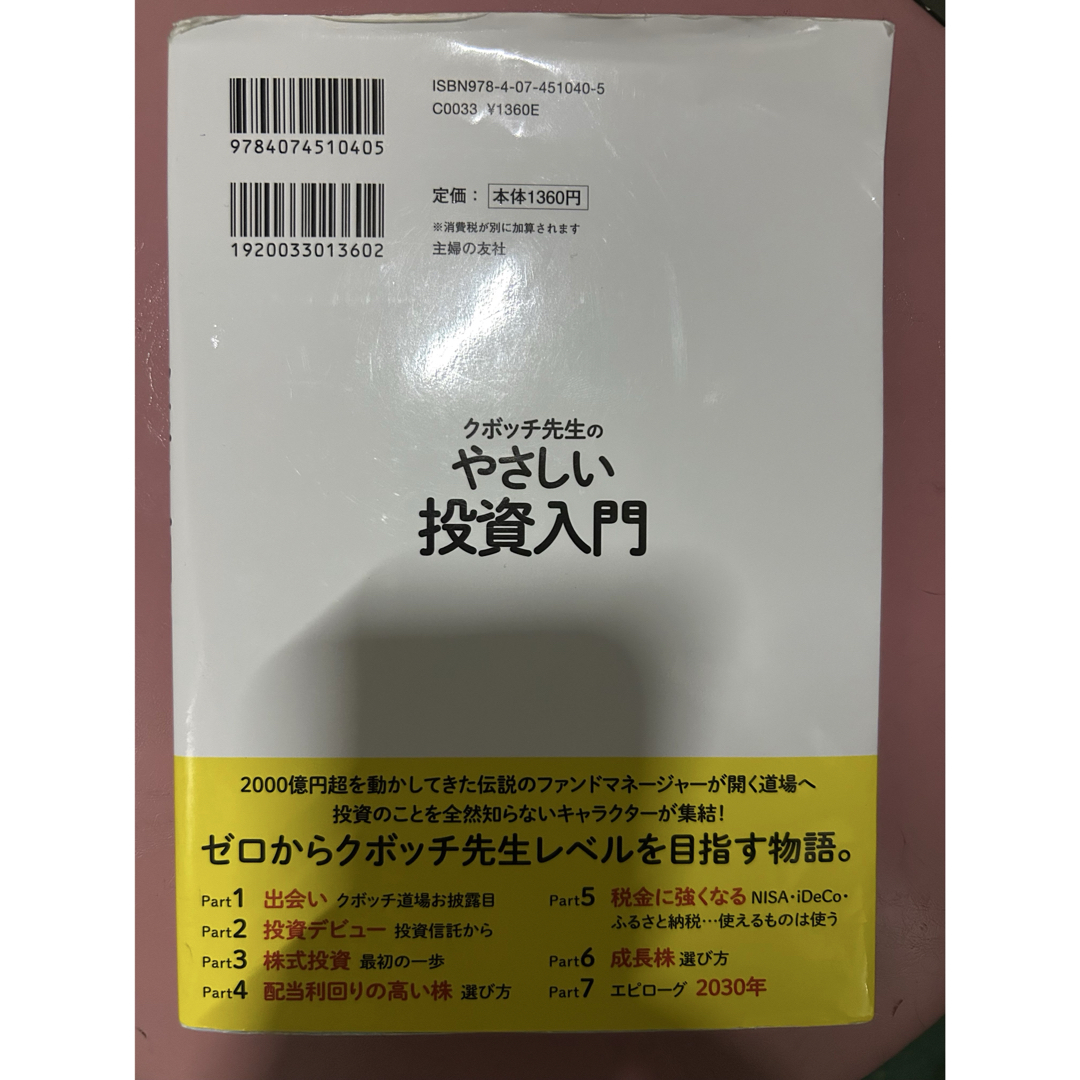 ISBN978-4-07-451040-5
C0033 ¥1360E
9784074510405
定価： 本体1360円
※消費税が別に加算されます
1920033013602
主婦の友社
クボッチ先生の
やさしい
投資入門
2000億円超を動かしてきた伝説のファンドマネージャーが開く道場へ
投資のことを全然知らないキャラクターが集結！
ゼロからクボッチ先生レベルを目指す物語。
Part1 出会い クボッチ道場お披露目
Part2 投資デビュー 投資信託から
Part3 株式投資 最初の一歩
Part4 配当利回りの高い株 選び方
Part5 税金に強くなる NISA・iDeCo・
ふるさと納税…使えるものは使う
Part6 成長株 選び方
Part7 エピローグ 2030年